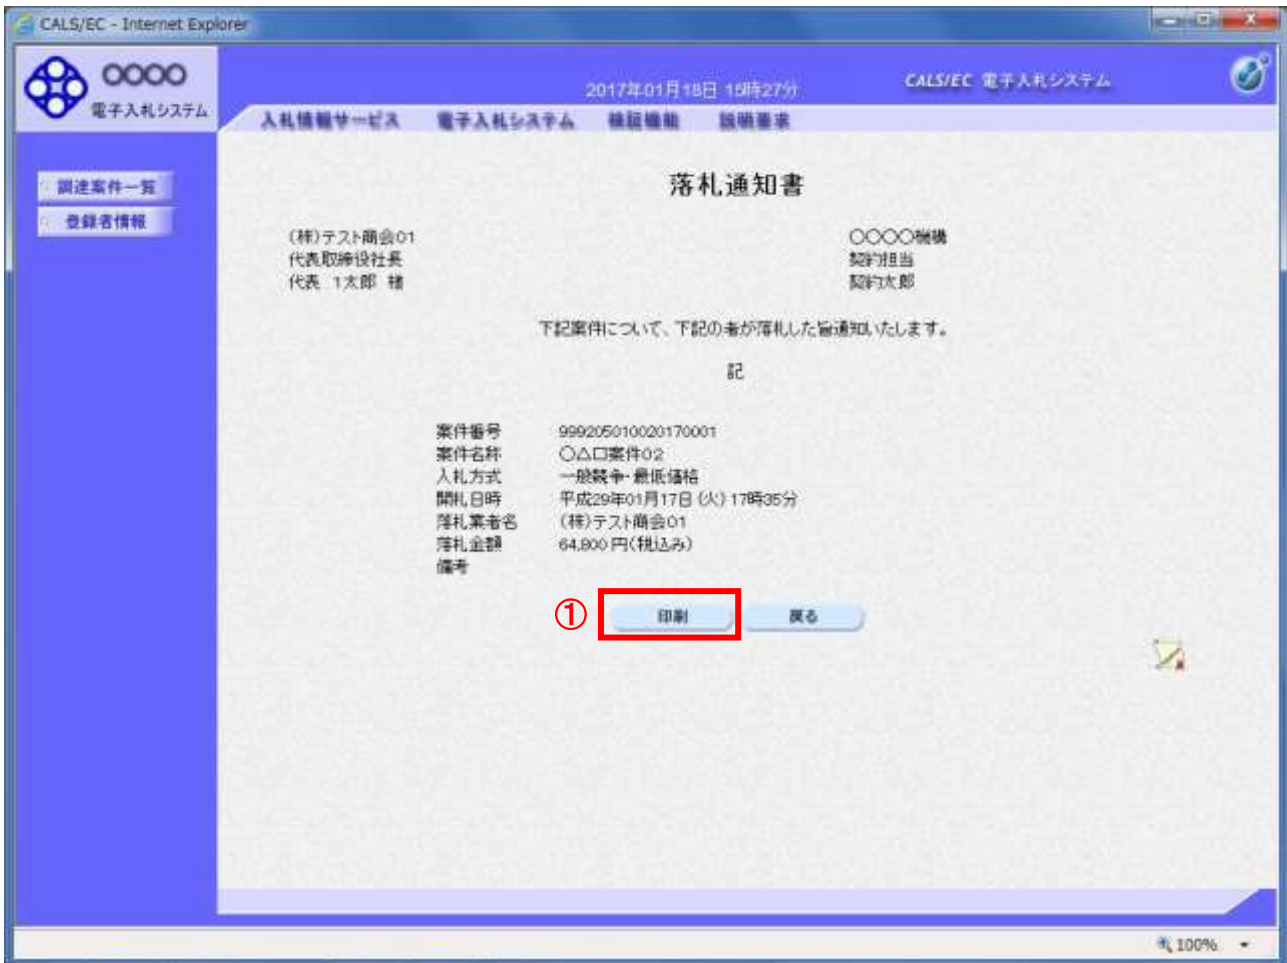 CALS/EC - Internet Explorer
〇〇〇〇
電子入札システム
2017年01月18日 15時27分
CALS/EC 電子入札システム
入札情報サービス 電子入札システム 検証機能 説明要求
調達案件一覧
登録者情報
落札通知書
(株)テスト商会01
代表取締役社長
代表 1太郎 様
〇〇〇〇機構
契約担当
契約太郎
下記案件について、下記の者が落札した旨通知いたします。
記
案件番号 999205010020170001
案件名称 〇△口案件02
入札方式 一般競争・最低価格
開札日時 平成29年01月17日 (火) 17時35分
落札業者名 (株)テスト商会01
落札金額 64,800 円(税込み)
備考
① 印刷 戻る
100%